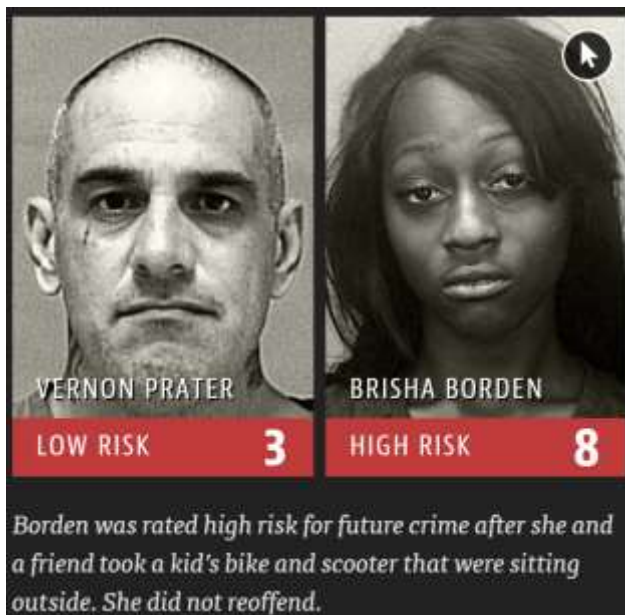 VERNON PRATER
LOW RISK 3
BRISHA BORDEN
HIGH RISK 8
Borden was rated high risk for future crime after she and
a friend took a kid's bike and scooter that were sitting
outside. She did not reoffend.